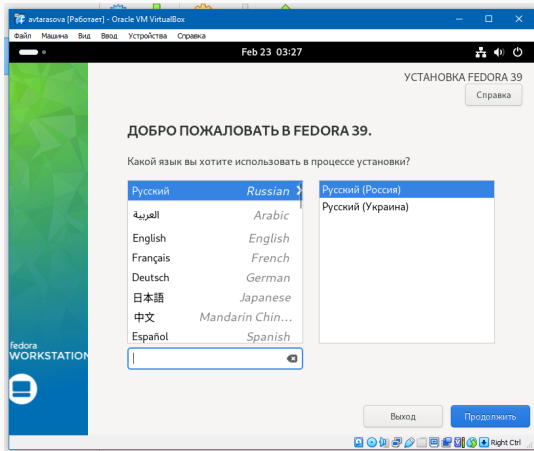 avtarasova [Работает] - Oracle VM VirtualBox
Файл Машина Вид Ввод Устройства Справка
Feb 23 03:27
УСТАНОВКА FEDORA 39
Справка
ДОБРО ПОЖАЛОВАТЬ В FEDORA 39.
Какой язык вы хотите использовать в процессе установки?
Русский Russian
Русский (Россия)
العربية Arabic
Русский (Украина)
English English
Français French
Deutsch German
日本語 Japanese
中文 Mandarin Chin...
Español Spanish
fedora
WORKSTATION
Выход
Продолжить
Right Ctrl